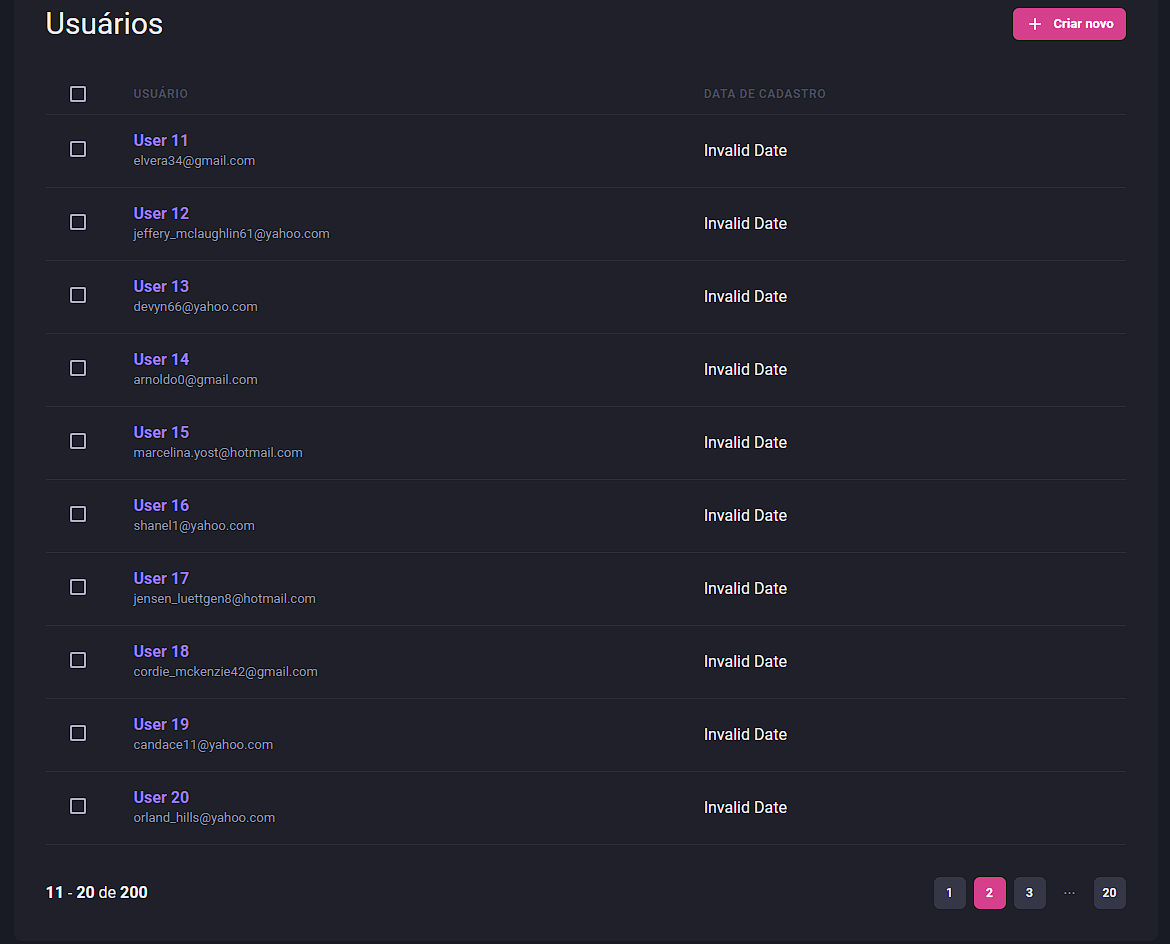 Usuários
+ Criar novo
USUÁRIO DATA DE CADASTRO
User 11
elvera34@gmail.com
Invalid Date
User 12
jeffery_mclaughlin61@yahoo.com
Invalid Date
User 13
devyn66@yahoo.com
Invalid Date
User 14
arnoldo0@gmail.com
Invalid Date
User 15
marcelina.yost@hotmail.com
Invalid Date
User 16
shanel1@yahoo.com
Invalid Date
User 17
jensen_luettgen8@hotmail.com
Invalid Date
User 18
cordie_mckenzie42@gmail.com
Invalid Date
User 19
candace11@yahoo.com
Invalid Date
User 20
orland_hills@yahoo.com
Invalid Date
11 - 20 de 200
1 2 3 ... 20